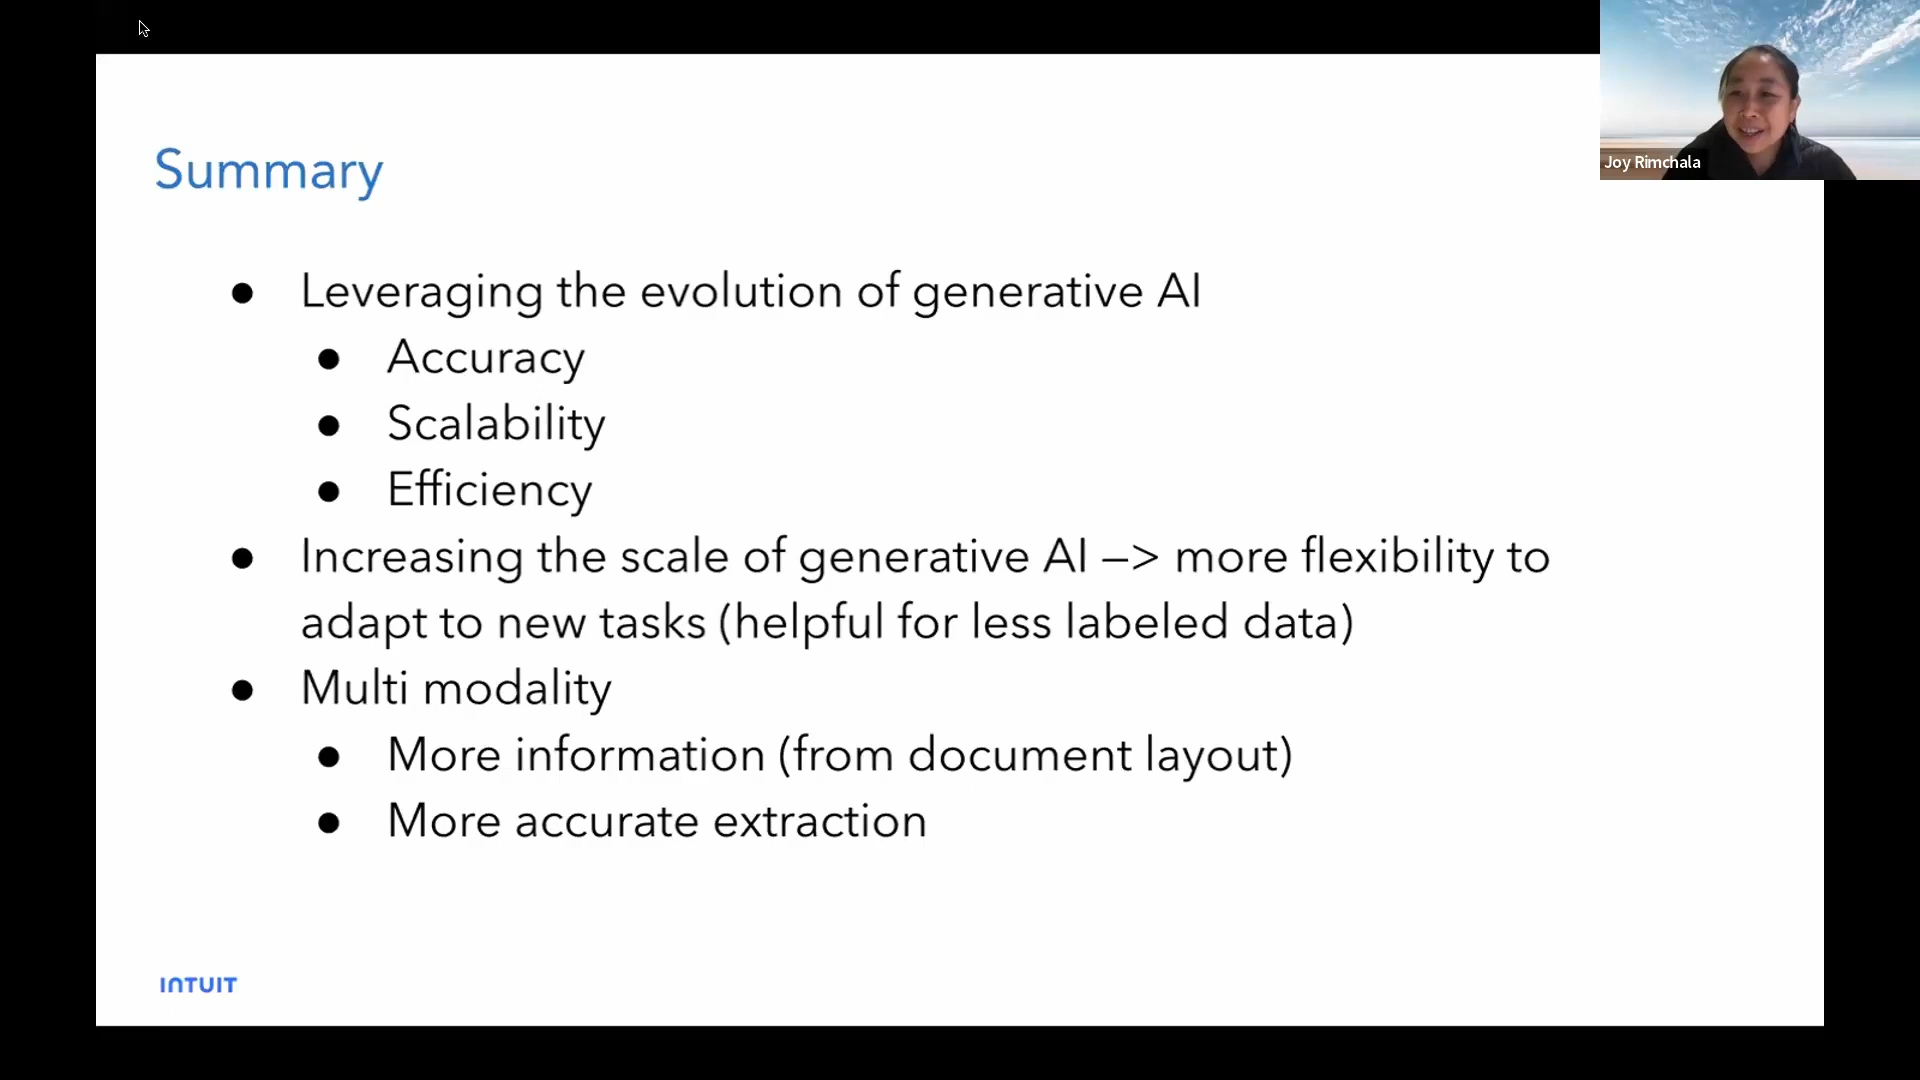 Joy Rimchala
Summary
● Leveraging the evolution of generative AI
● Accuracy
● Scalability
● Efficiency
● Increasing the scale of generative AI –> more flexibility to
adapt to new tasks (helpful for less labeled data)
● Multi modality
● More information (from document layout)
● More accurate extraction
INTUIT